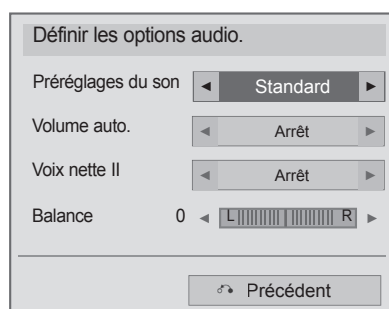 Définir les options audio.
Préréglages du son ◄ Standard ►
Volume auto. ◄ Arrêt ►
Voix nette II ◄ Arrêt ►
Balance 0 ◄ L R ►
Précédent